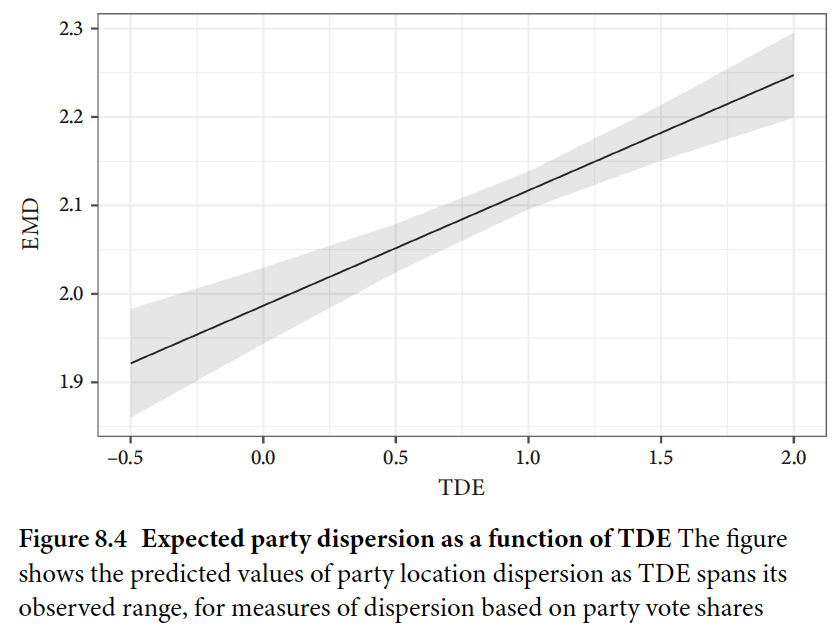 2.3
2.2
2.1
2.0
1.9
EMD
−0.5 0.0 0.5 1.0 1.5 2.0
TDE
Figure 8.4 Expected party dispersion as a function of TDE The figure
shows the predicted values of party location dispersion as TDE spans its
observed range, for measures of dispersion based on party vote shares